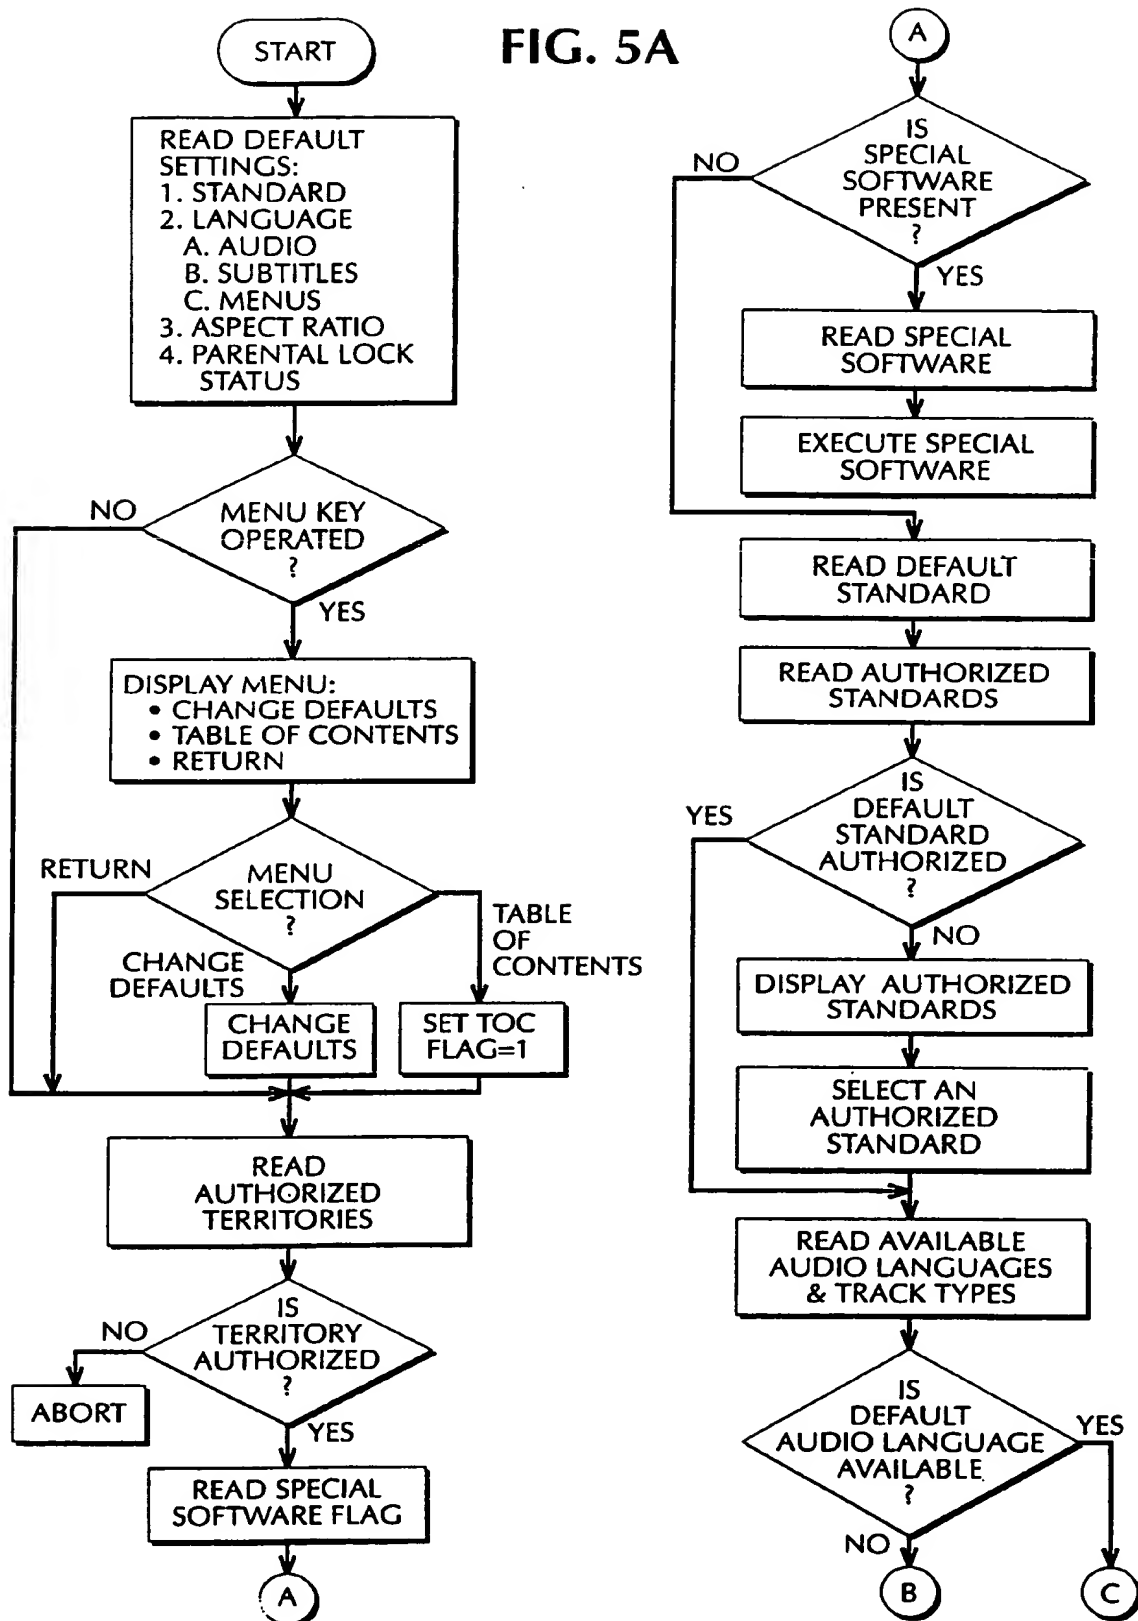 FIG. 5A
START
READ DEFAULT
SETTINGS:
1. STANDARD
2. LANGUAGE
A. AUDIO
B. SUBTITLES
C. MENUS
3. ASPECT RATIO
4. PARENTAL LOCK
STATUS
NO
MENU KEY
OPERATED
?
YES
DISPLAY MENU:
• CHANGE DEFAULTS
• TABLE OF CONTENTS
• RETURN
RETURN
MENU
SELECTION
?
TABLE
OF
CONTENTS
CHANGE
DEFAULTS
CHANGE
DEFAULTS
SET TOC
FLAG=1
READ
AUTHORIZED
TERRITORIES
NO
IS
TERRITORY
AUTHORIZED
?
ABORT
YES
READ SPECIAL
SOFTWARE FLAG
A
A
NO
IS
SPECIAL
SOFTWARE
PRESENT
?
YES
READ SPECIAL
SOFTWARE
EXECUTE SPECIAL
SOFTWARE
READ DEFAULT
STANDARD
READ AUTHORIZED
STANDARDS
YES
IS
DEFAULT
STANDARD
AUTHORIZED
?
NO
DISPLAY AUTHORIZED
STANDARDS
SELECT AN
AUTHORIZED
STANDARD
READ AVAILABLE
AUDIO LANGUAGES
& TRACK TYPES
IS
DEFAULT
AUDIO LANGUAGE
AVAILABLE
?
YES
NO
B
C